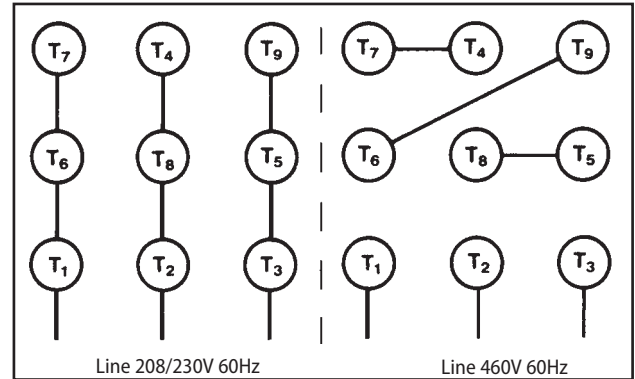 T7 T4 T9 T7 T4 T9
T6 T8 T5 T6 T8 T5
T1 T2 T3 T1 T2 T3
Line 208/230V 60Hz Line 460V 60Hz